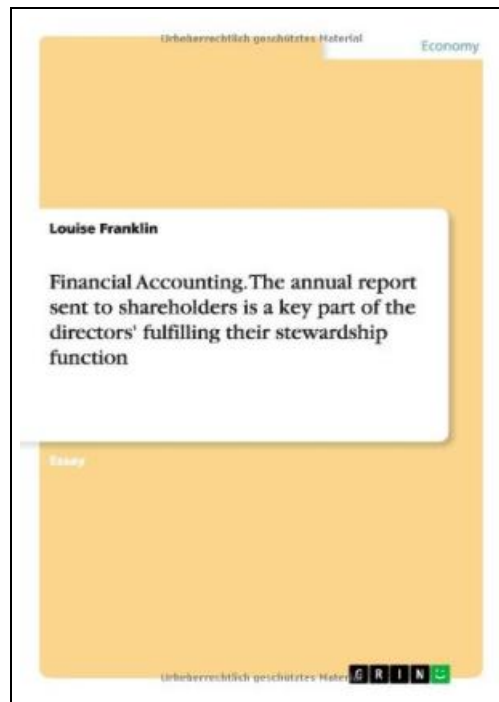 Urheberrechtlich geschütztes Material
Economy
Louise Franklin
Financial Accounting. The annual report
sent to shareholders is a key part of the
directors' fulfilling their stewardship
function
Essay
Urheberrechtlich geschütztes Mater
GRIN